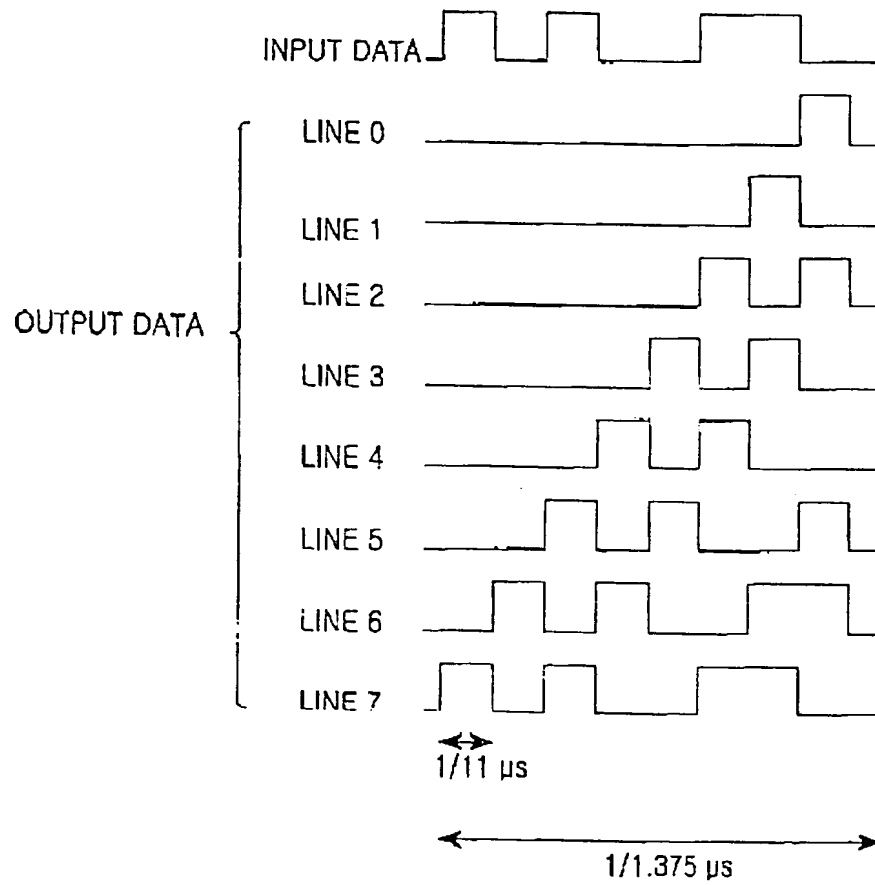 INPUT DATA
LINE 0
LINE 1
LINE 2
OUTPUT DATA
LINE 3
LINE 4
LINE 5
LINE 6
LINE 7
1/11 µs
1/1.375 µs